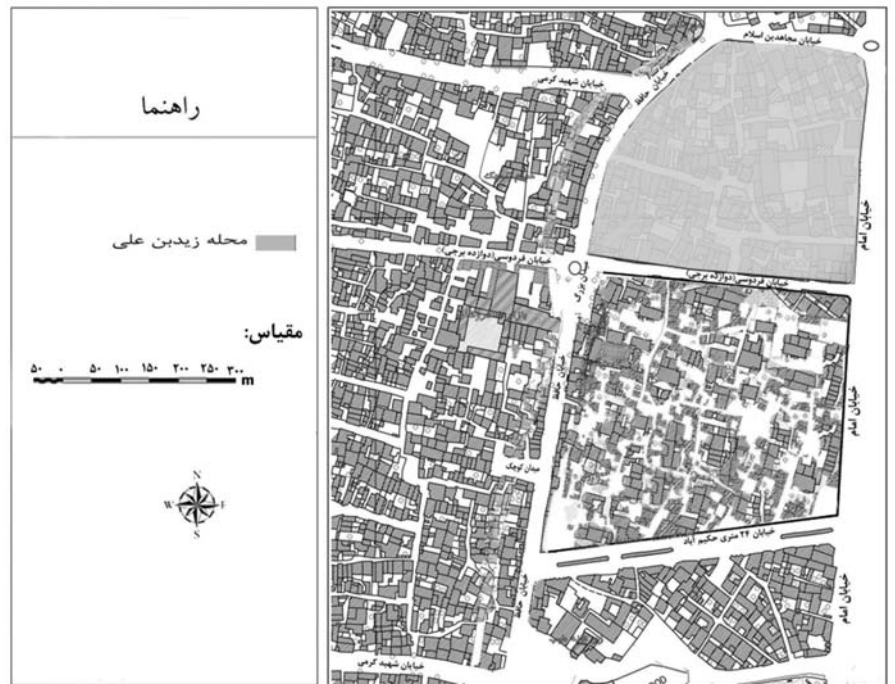 راهنما
محله زیدبن علی
مقیاس:
۵۰ ۰ ۵۰ ۱۰۰ ۱۵۰ ۲۰۰ ۲۵۰ ۳۰۰
m
N
W E
S
خیابان مجاهدین اسلام
خیابان شهید کرمی
خیابان حافظ
خیابان امام
خیابان فردوسی(دوازده برجی)
میدان بزرگ
خیابان فردوسی(دوازده برجی)
خیابان حافظ
خیابان امام
میدان کوچک
خیابان ۲۴ متری حکیم آباد
خیابان حافظ
خیابان امام
خیابان شهید کرمی